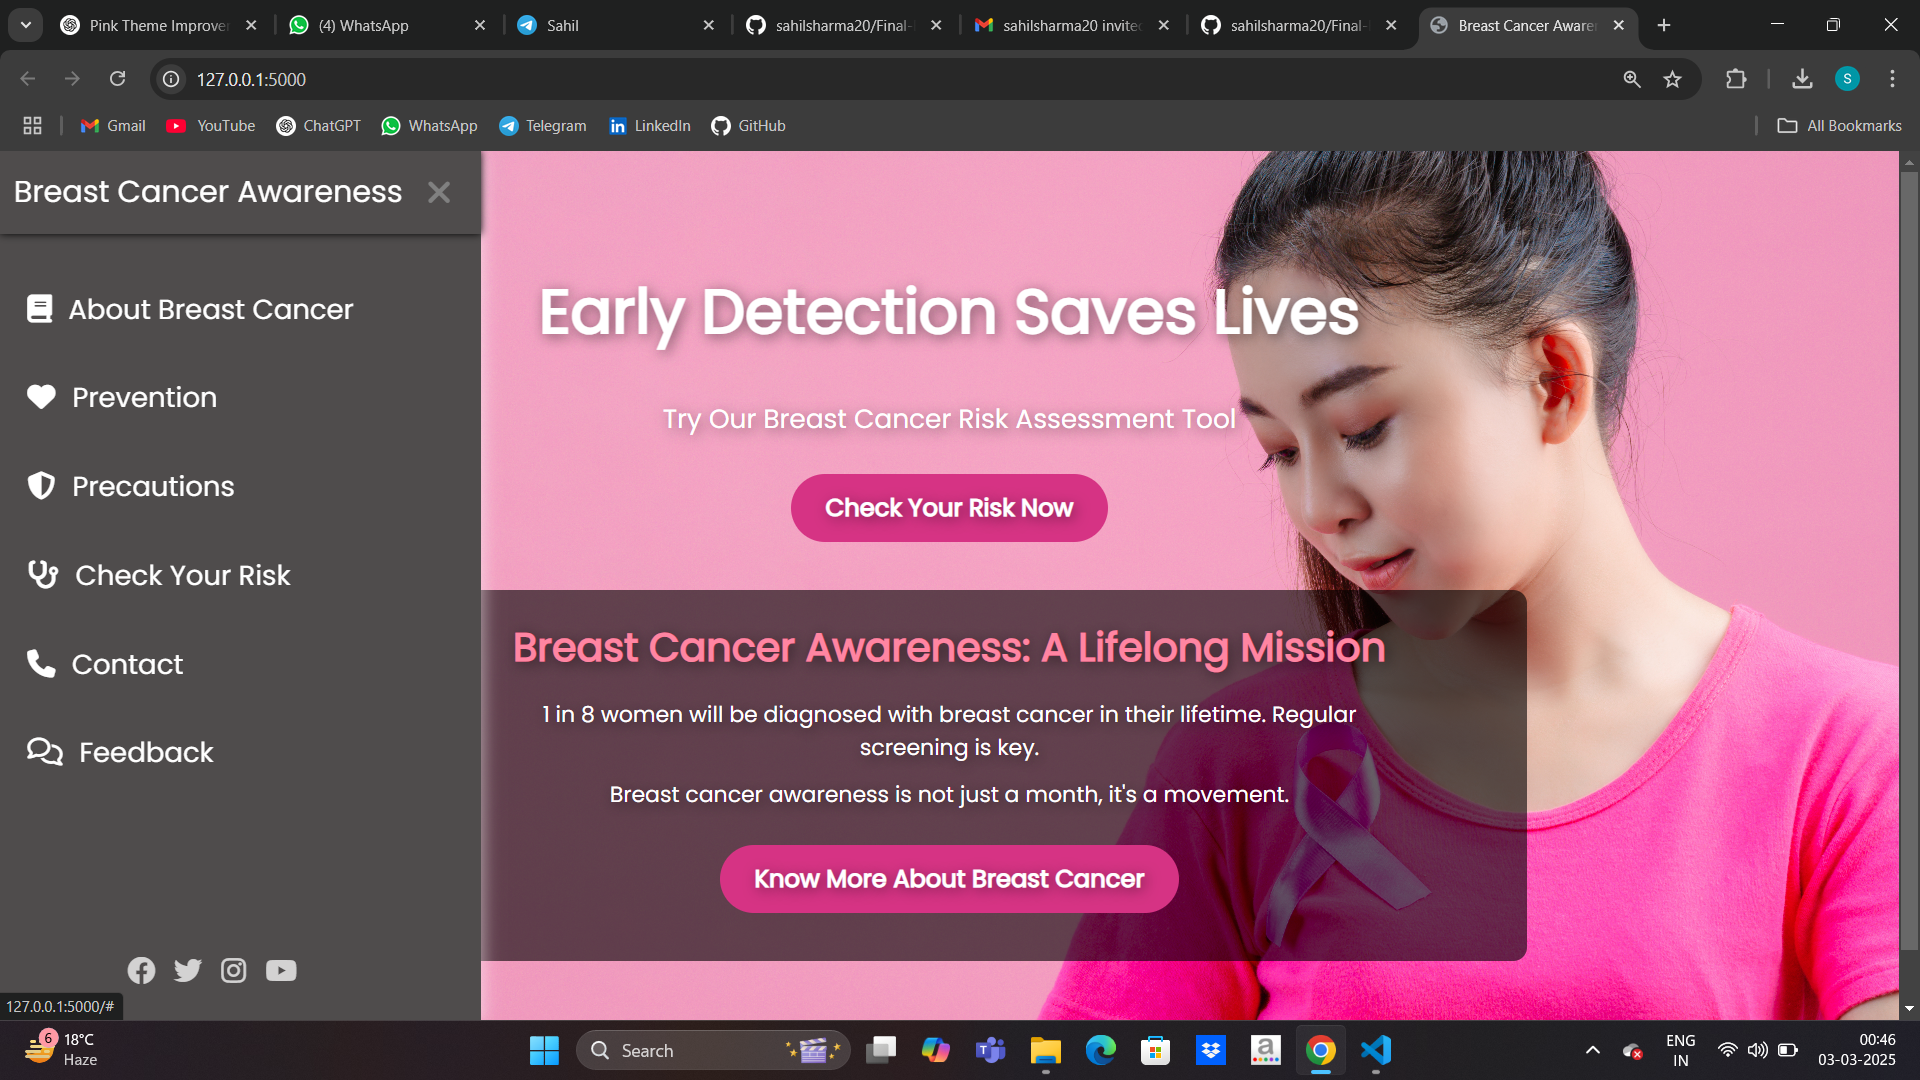 Pink Theme Improver
(4) WhatsApp
Sahil
sahilsharma20/Final-
sahilsharma20 invited
sahilsharma20/Final-
Breast Cancer Aware
127.0.0.1:5000
S
Gmail
YouTube
ChatGPT
WhatsApp
Telegram
LinkedIn
GitHub
All Bookmarks
Breast Cancer Awareness
About Breast Cancer
Prevention
Precautions
Check Your Risk
Contact
Feedback
Early Detection Saves Lives
Try Our Breast Cancer Risk Assessment Tool
Check Your Risk Now
Breast Cancer Awareness: A Lifelong Mission
1 in 8 women will be diagnosed with breast cancer in their lifetime. Regular
screening is key.
Breast cancer awareness is not just a month, it's a movement.
Know More About Breast Cancer
127.0.0.1:5000/#
6
18°C
Haze
Search
ENG
IN
00:46
03-03-2025